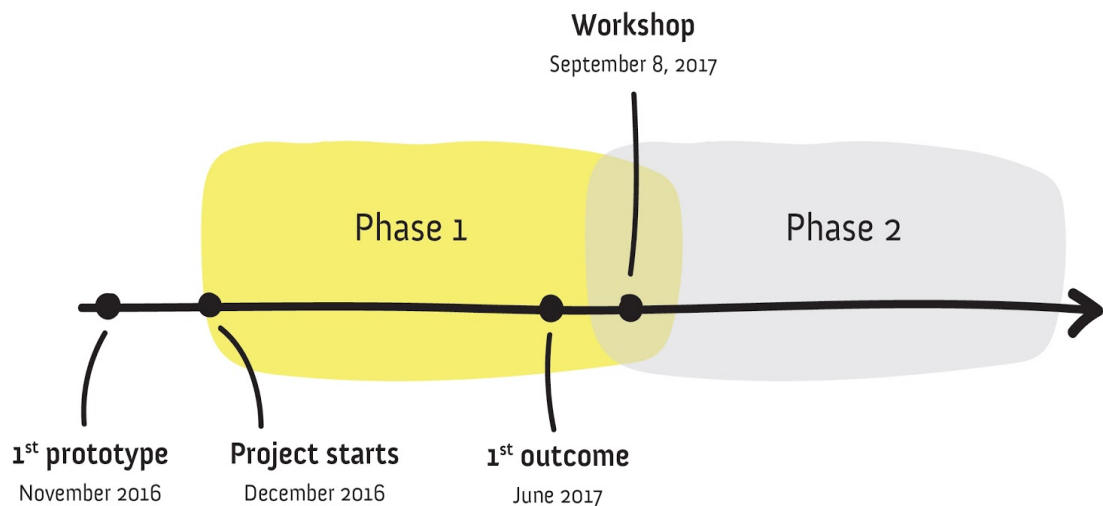 Workshop
September 8, 2017
Phase 1
Phase 2
1st prototype
November 2016
Project starts
December 2016
1st outcome
June 2017